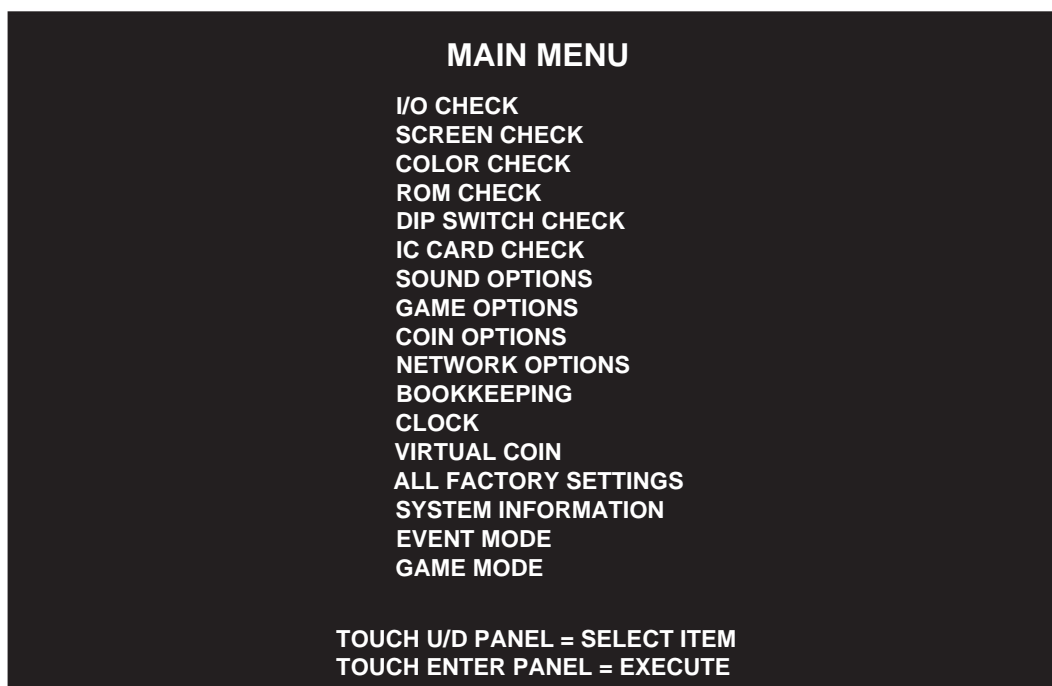 MAIN MENU
I/O CHECK
SCREEN CHECK
COLOR CHECK
ROM CHECK
DIP SWITCH CHECK
IC CARD CHECK
SOUND OPTIONS
GAME OPTIONS
COIN OPTIONS
NETWORK OPTIONS
BOOKKEEPING
CLOCK
VIRTUAL COIN
ALL FACTORY SETTINGS
SYSTEM INFORMATION
EVENT MODE
GAME MODE
TOUCH U/D PANEL = SELECT ITEM
TOUCH ENTER PANEL = EXECUTE